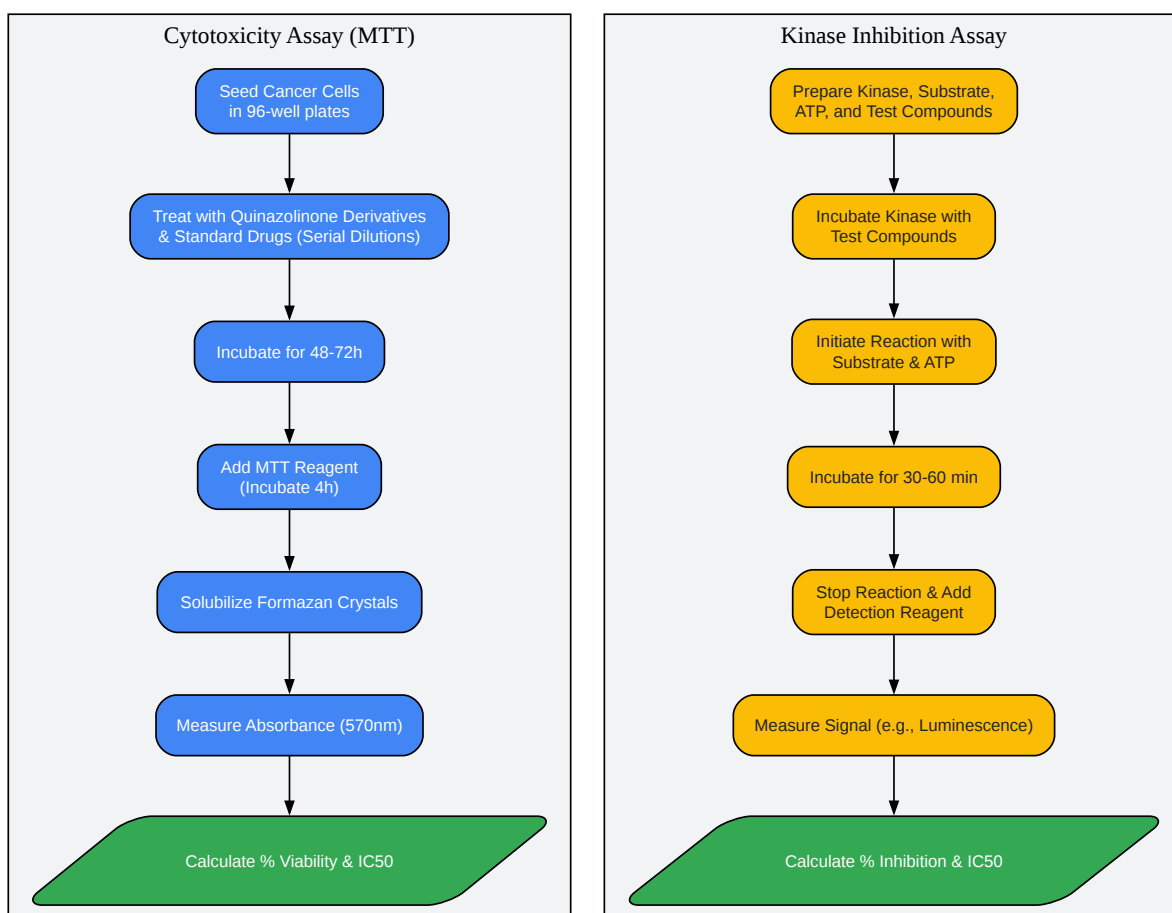 Cytotoxicity Assay (MTT)
Seed Cancer Cells
in 96-well plates
Treat with Quinazolinone Derivatives
& Standard Drugs (Serial Dilutions)
Incubate for 48-72h
Add MTT Reagent
(Incubate 4h)
Solubilize Formazan Crystals
Measure Absorbance (570nm)
Calculate % Viability & IC50
Kinase Inhibition Assay
Prepare Kinase, Substrate,
ATP, and Test Compounds
Incubate Kinase with
Test Compounds
Initiate Reaction with
Substrate & ATP
Incubate for 30-60 min
Stop Reaction & Add
Detection Reagent
Measure Signal (e.g., Luminescence)
Calculate % Inhibition & IC50